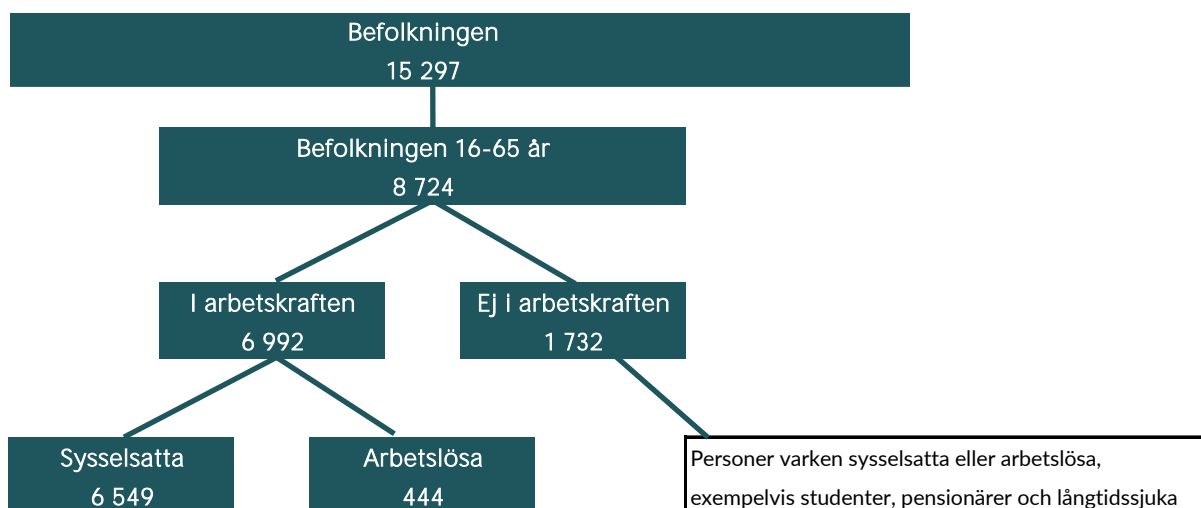 Befolkningen
15 297
Befolkningen 16-65 år
8 724
I arbetskraften
6 992
Ej i arbetskraften
1 732
Sysselsatta
6 549
Arbetslösa
444
Personer varken sysselsatta eller arbetslösa,
exempelvis studenter, pensionärer och långtidssjuka